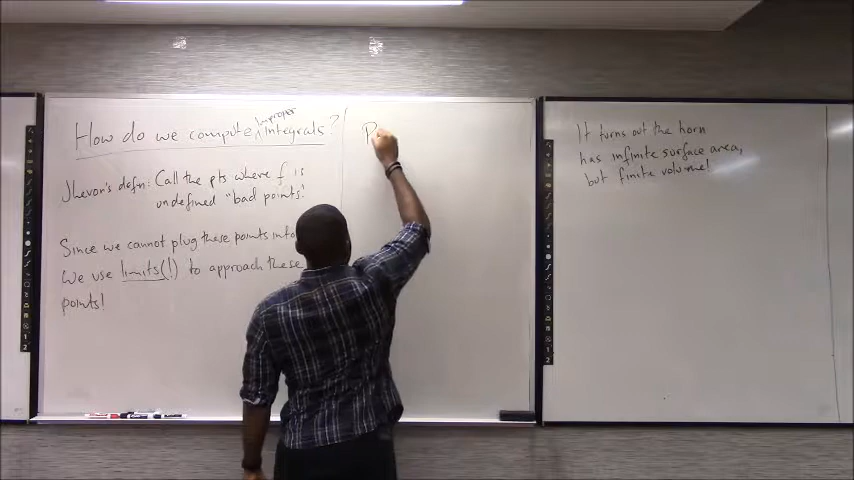 How do we compute Improper Integrals?
Jhevon's defn: Call the pts where f is
undefined "bad points".
Since we cannot plug these points into
We use limits(!) to approach these
points!
P
It turns out the horn
has infinite surface area,
but finite volume!